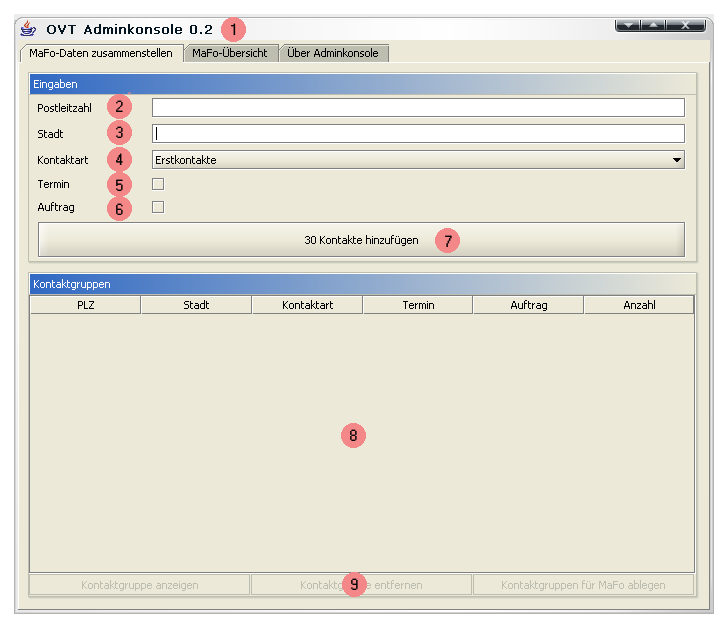 OVT Adminkonsole 0.2 1
MaFo-Daten zusammenstellen MaFo-Übersicht Über Adminkonsole
Eingaben
Postleitzahl 2
Stadt 3
Kontaktart 4 Erstkontakte
Termin 5
Auftrag 6
30 Kontakte hinzufügen 7
Kontaktgruppen
PLZ Stadt Kontaktart Termin Auftrag Anzahl
8
Kontaktgruppe anzeigen 9 entfernen Kontaktgruppen für MaFo ablegen